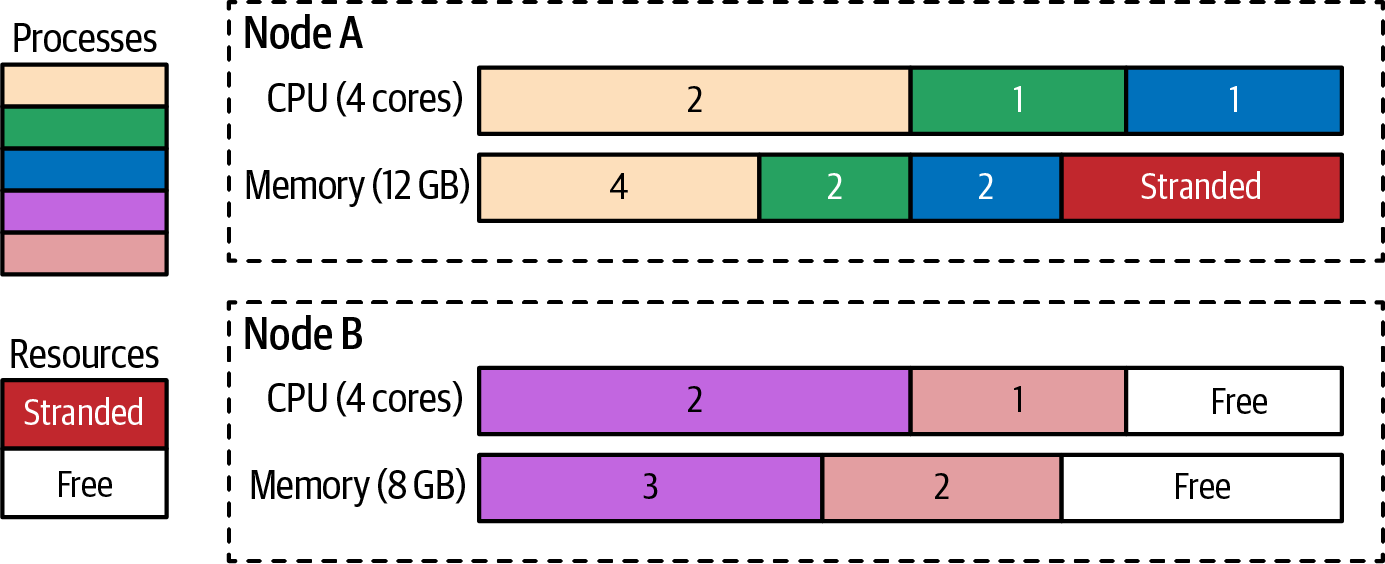 Processes
Resources
Stranded
Free
Node A
CPU (4 cores)
2
1
1
Memory (12 GB)
4
2
2
Stranded
Node B
CPU (4 cores)
2
1
Free
Memory (8 GB)
3
2
Free